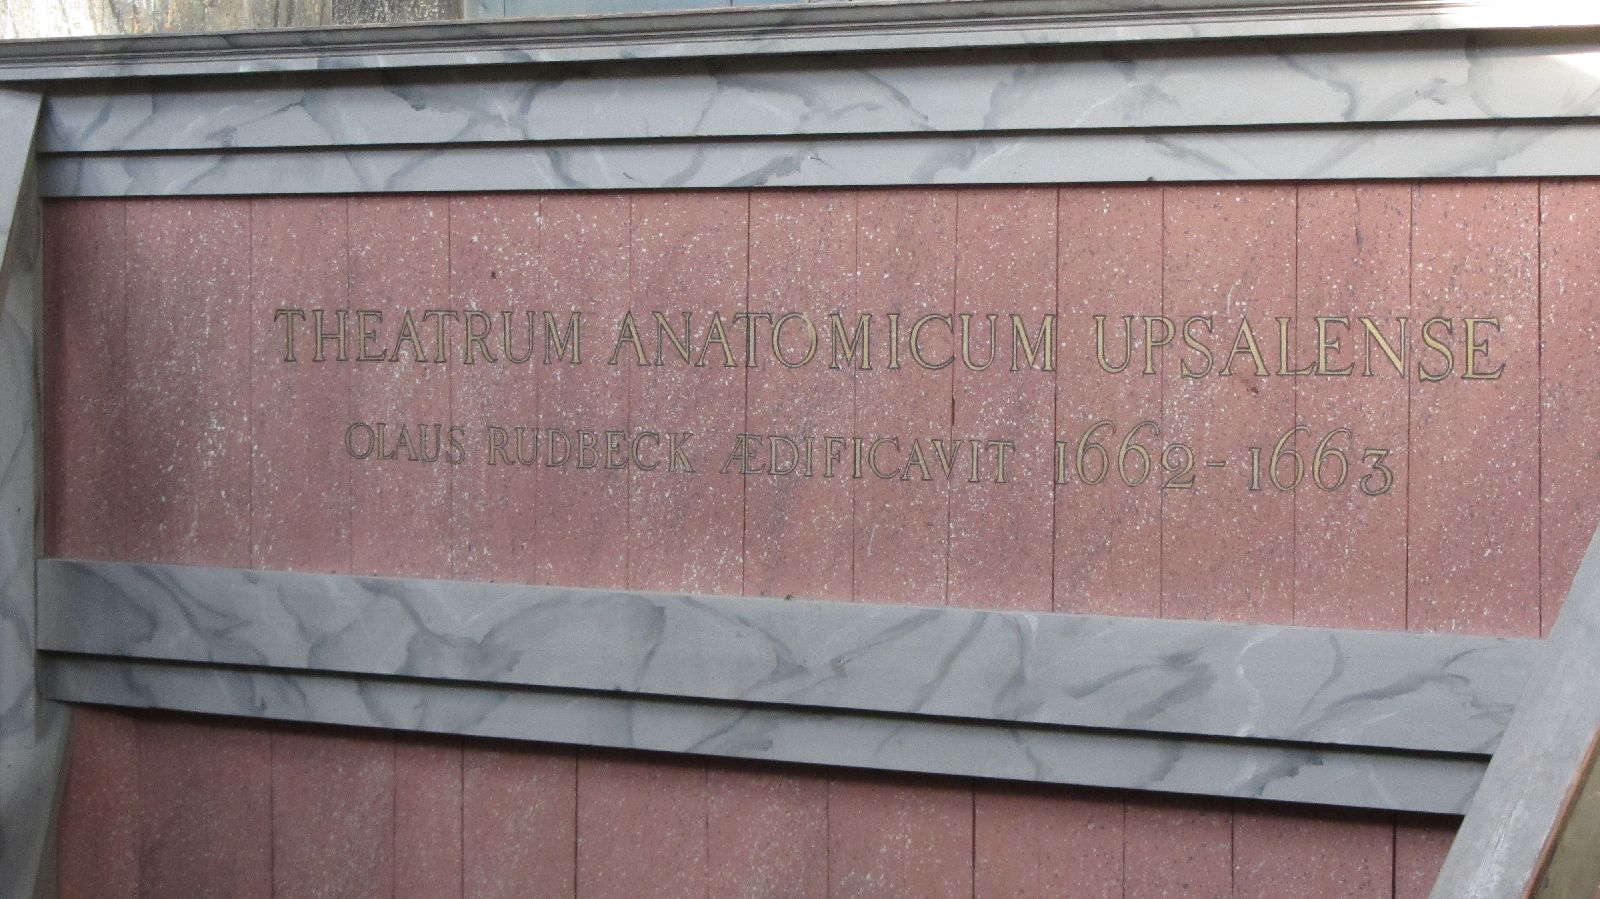 THEATRUM ANATOMICUM UPSALENSE
OLAUS RUDBECK ÆDIFICAVIT 1662-1663